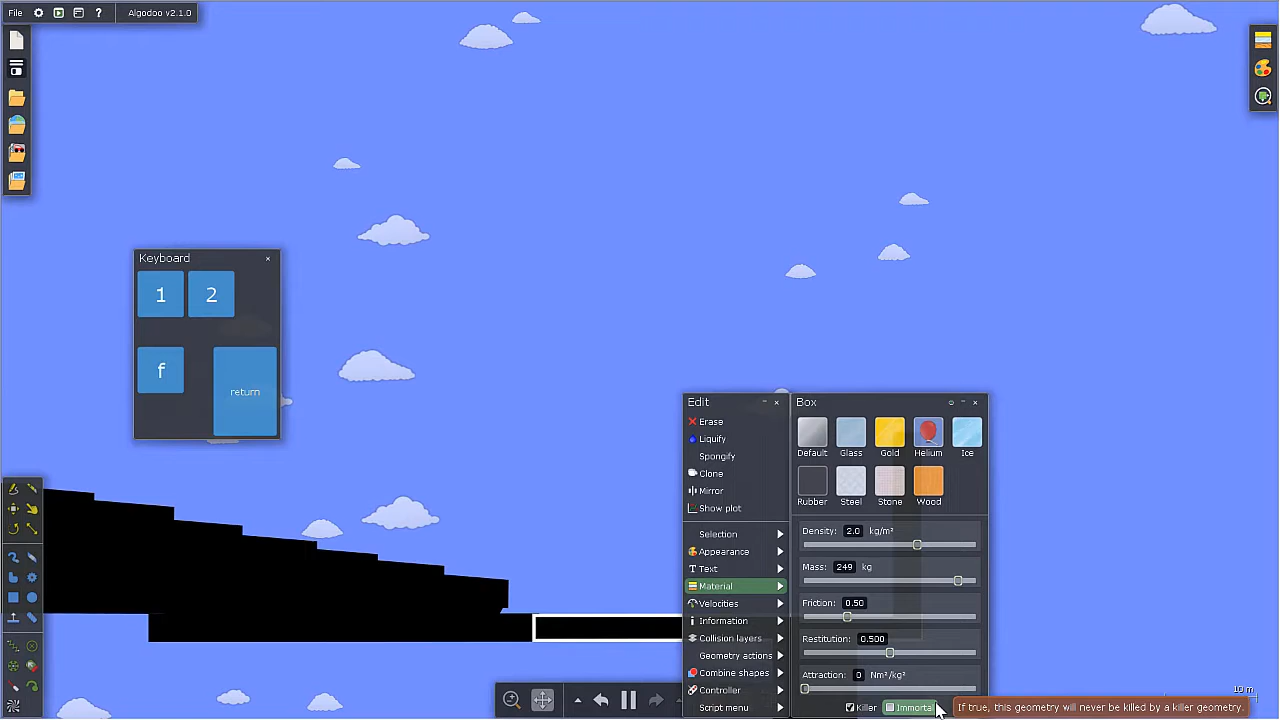 File ? Algodoo v2.1.0
Keyboard ×
1 2
f return
Edit – ×
Erase
Liquify
Spongify
Clone
Mirror
Show plot
Selection
Appearance
T Text
Material
Velocities
Information
Collision layers
Geometry actions
Combine shapes
Controller
Script menu
Box – ×
Default Glass Gold Helium Ice
Rubber Steel Stone Wood
Density: 2.0 kg/m²
Mass: 249 kg
Friction: 0.50
Restitution: 0.500
Attraction: 0 Nm²/kg²
Killer Immortal
If true, this geometry will never be killed by a killer geometry.
10 m